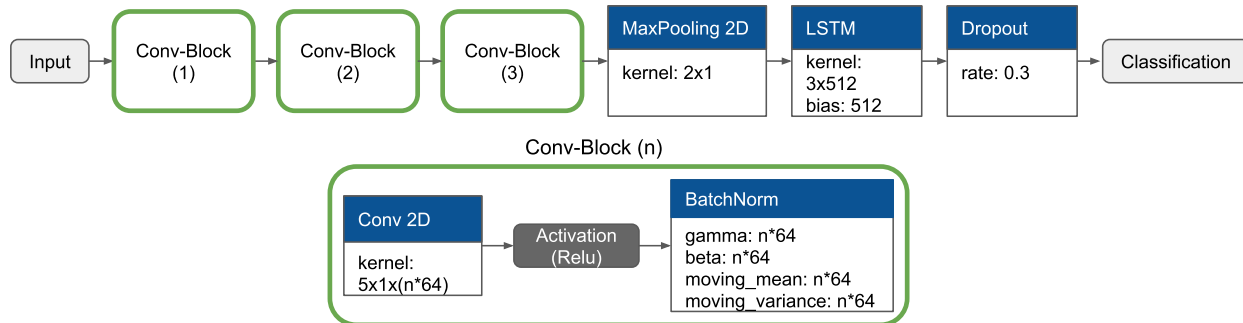 Input
Conv-Block
(1)
Conv-Block
(2)
Conv-Block
(3)
MaxPooling 2D
kernel: 2x1
LSTM
kernel:
3x512
bias: 512
Dropout
rate: 0.3
Classification
Conv-Block (n)
Conv 2D
kernel:
5x1x(n*64)
Activation
(Relu)
BatchNorm
gamma: n*64
beta: n*64
moving_mean: n*64
moving_variance: n*64